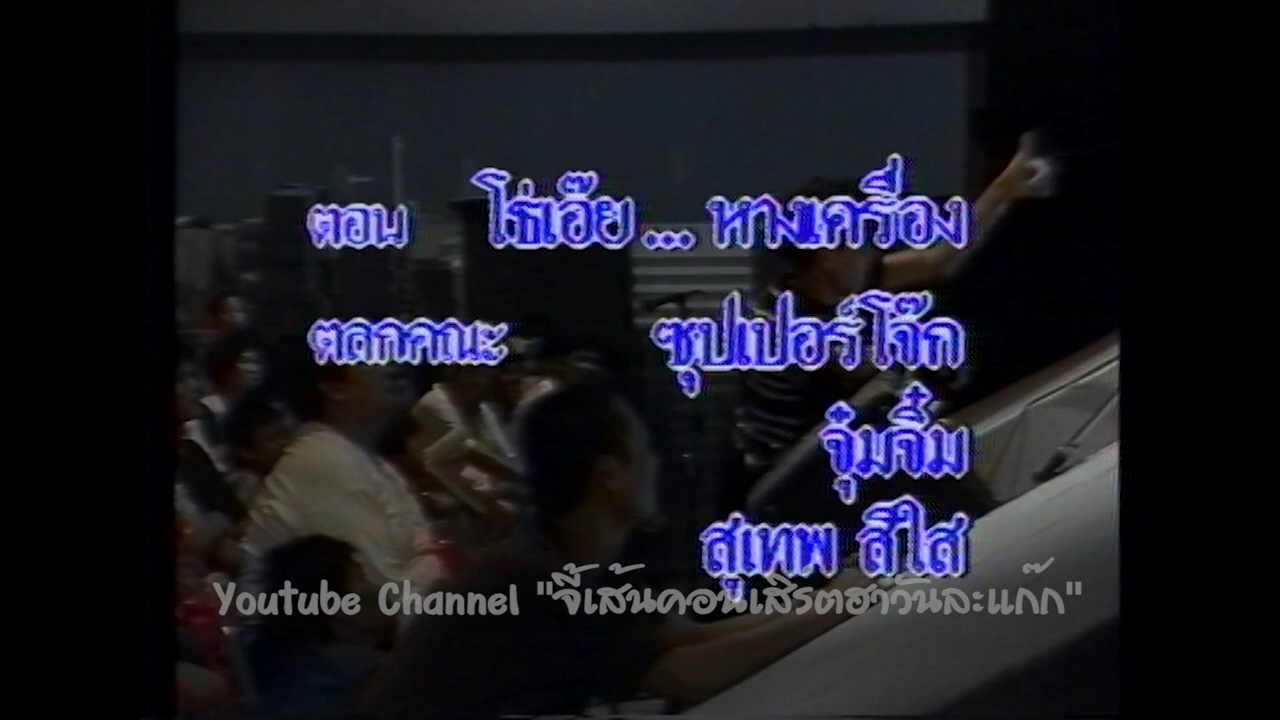 ตอน โธ่เอ๊ย... หางเครื่อง
ตลกคณะ ซุปเปอร์โจ๊ก
จุ๋มจิ๋ม
สุเทพ สีใส
Youtube Channel "จี้เส้นคอนเสิรตฮาวันละแก๊ก"